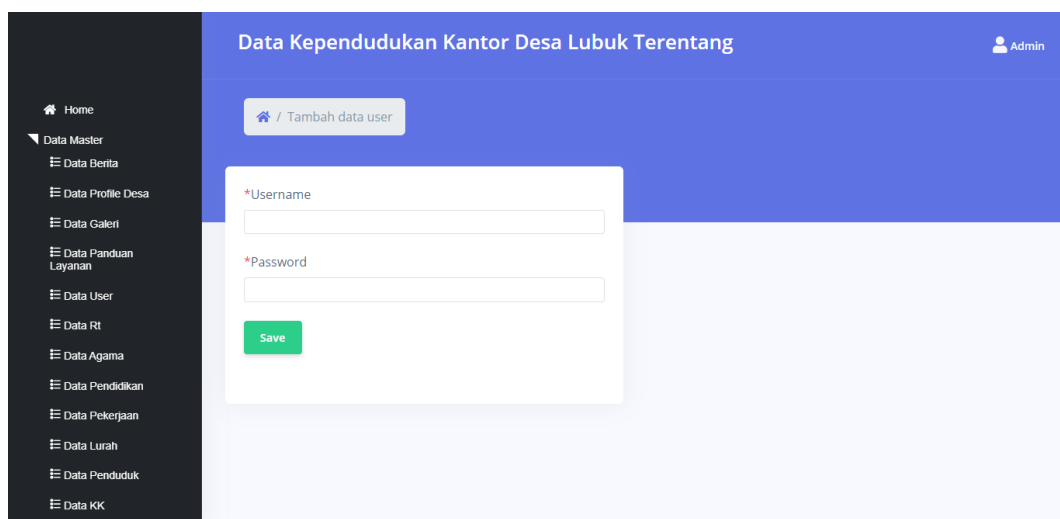 Data Kependudukan Kantor Desa Lubuk Terentang
Admin
Home
Data Master
Data Berita
Data Profile Desa
Data Galeri
Data Panduan
Layanan
Data User
Data Rt
Data Agama
Data Pendidikan
Data Pekerjaan
Data Lurah
Data Penduduk
Data KK
/ Tambah data user
*Username
*Password
Save